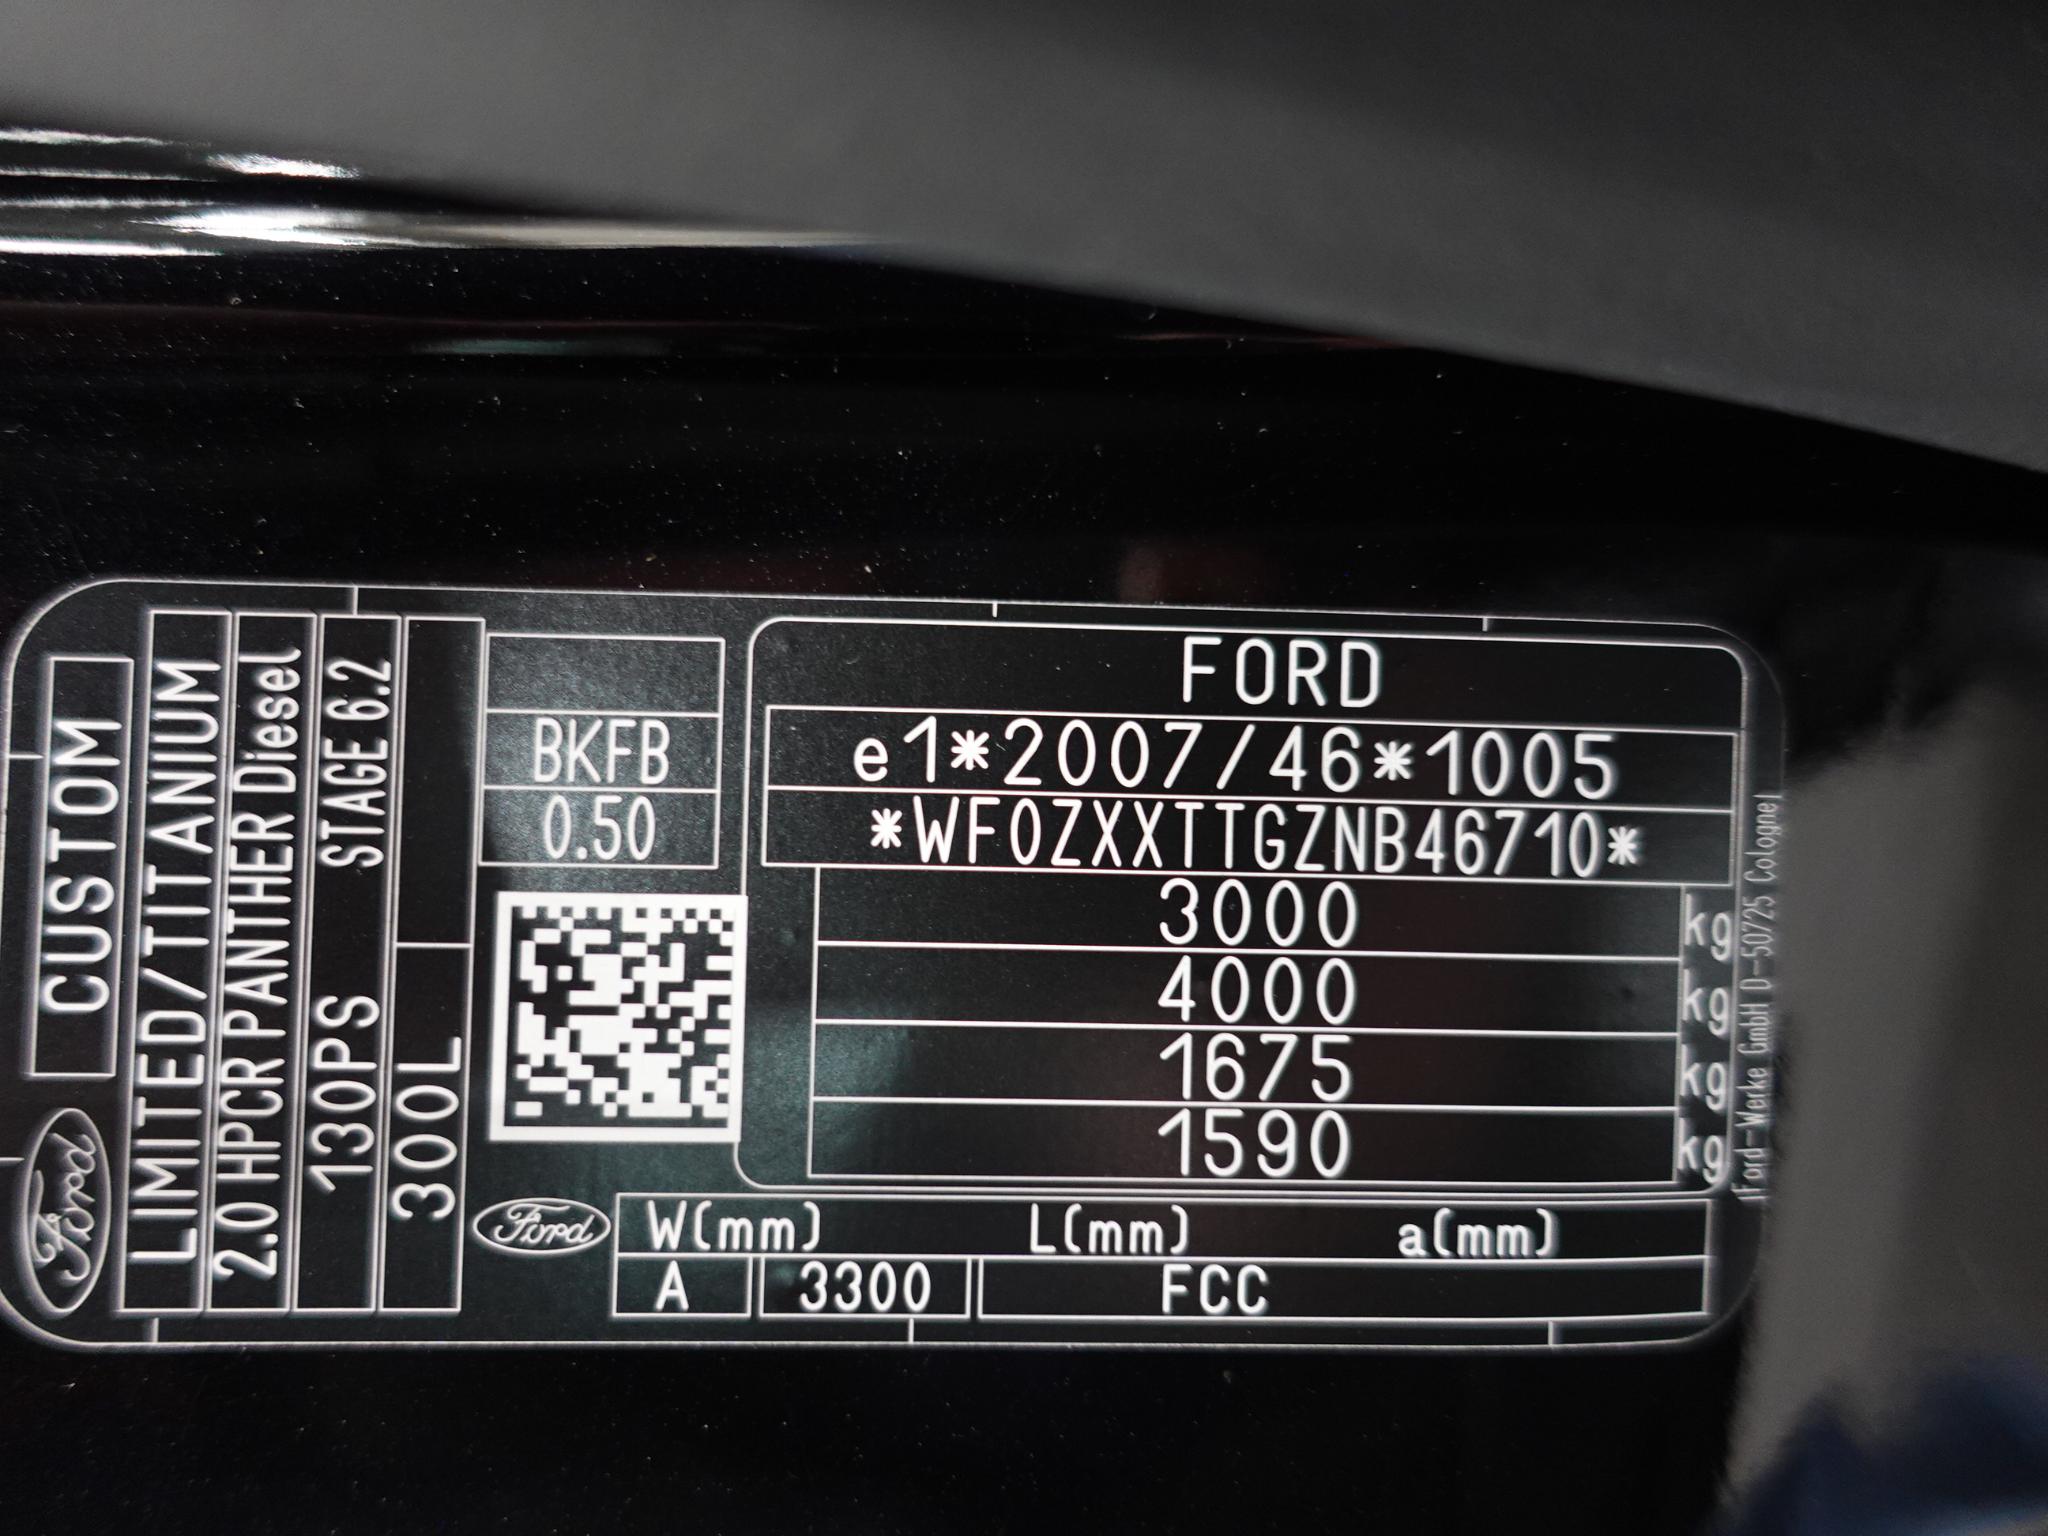 Ford
CUSTOM
LIMITED/TITANIUM
2.0 HPCR PANTHER Diesel
130PS STAGE 6.2
300L
BKFB
0.50
FORD
e1*2007/46*1005
*WF0ZXXTTGZNB46710*
3000 kg
4000 kg
1675 kg
1590 kg
Ford
W(mm) L(mm) a(mm)
A 3300 FCC
Ford-Werke GmbH D-50725 Cologne